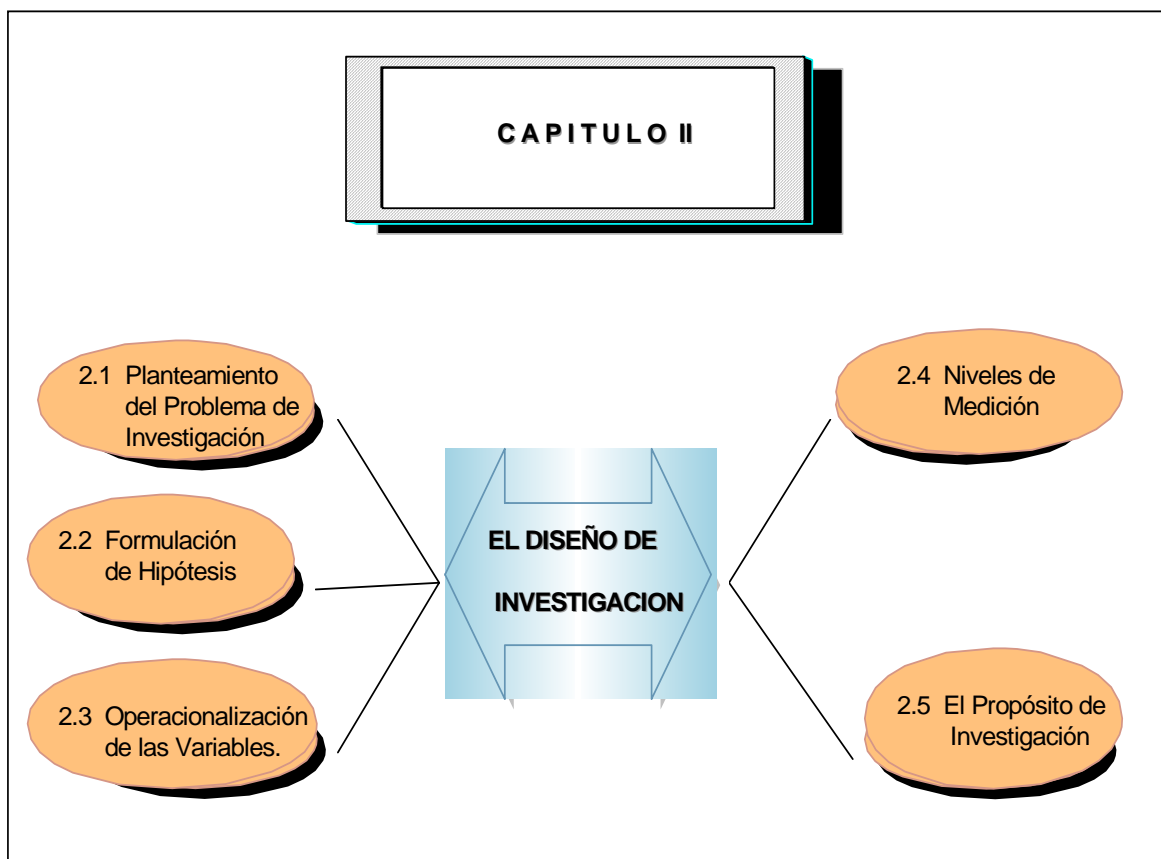 CAPITULO II
2.1 Planteamiento
del Problema de
Investigación
2.2 Formulación
de Hipótesis
2.3 Operacionalización
de las Variables.
EL DISEÑO DE
INVESTIGACION
2.4 Niveles de
Medición
2.5 El Propósito de
Investigación